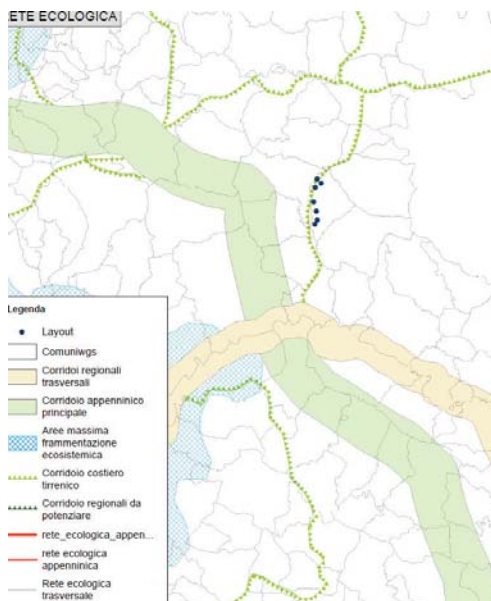 RETE ECOLOGICA
Legenda
Layout
Comuniwgs
Corridoi regionali
trasversali
Corridoio appenninico
principale
Aree massima
frammentazione
ecosistemica
Corridoio costiero
tirrenico
Corridoio regionali da
potenziare
rete_ecologica_appen...
rete ecologica
appenninica
Rete ecologica
trasversale